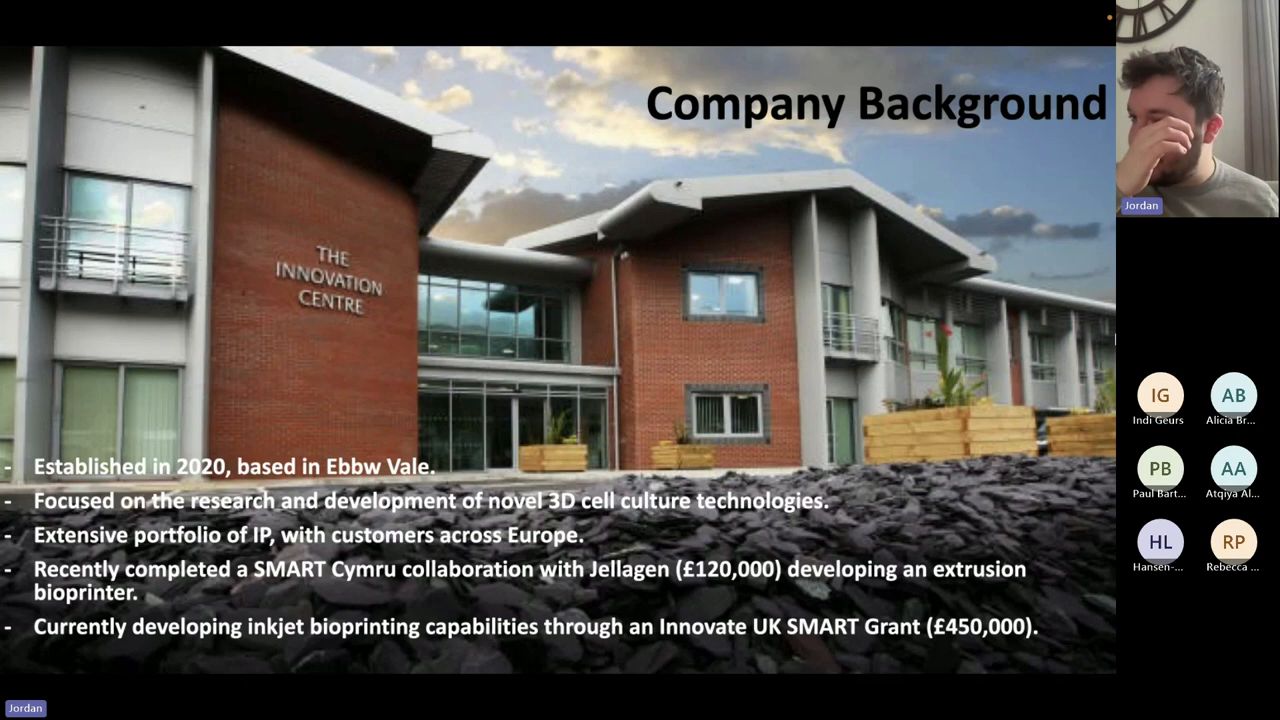 Company Background
THE
INNOVATION
CENTRE
- Established in 2020, based in Ebbw Vale.
- Focused on the research and development of novel 3D cell culture technologies.
- Extensive portfolio of IP, with customers across Europe.
- Recently completed a SMART Cymru collaboration with Jellagen (£120,000) developing an extrusion
bioprinter.
- Currently developing inkjet bioprinting capabilities through an Innovate UK SMART Grant (£450,000).
Jordan
IG
Indi Geurs
AB
Alicia Br...
PB
Paul Bart...
AA
Atqiya Al...
HL
Hansen-...
RP
Rebecca ...
Jordan